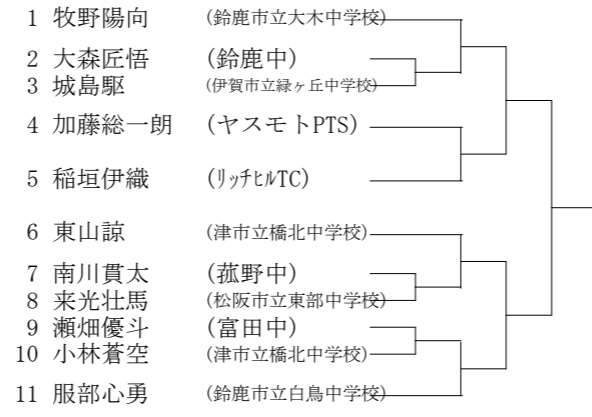 1 牧野陽向 (鈴鹿市立大木中学校)
2 大森匠悟 (鈴鹿中)
3 城島駆 (伊賀市立緑ヶ丘中学校)
4 加藤総一朗 (ヤスモトPTS)
5 稲垣伊織 (ﾘｯﾁﾋﾙTC)
6 東山諒 (津市立橋北中学校)
7 南川貫太 (菰野中)
8 来光壮馬 (松阪市立東部中学校)
9 瀬畑優斗 (富田中)
10 小林蒼空 (津市立橋北中学校)
11 服部心勇 (鈴鹿市立白鳥中学校)